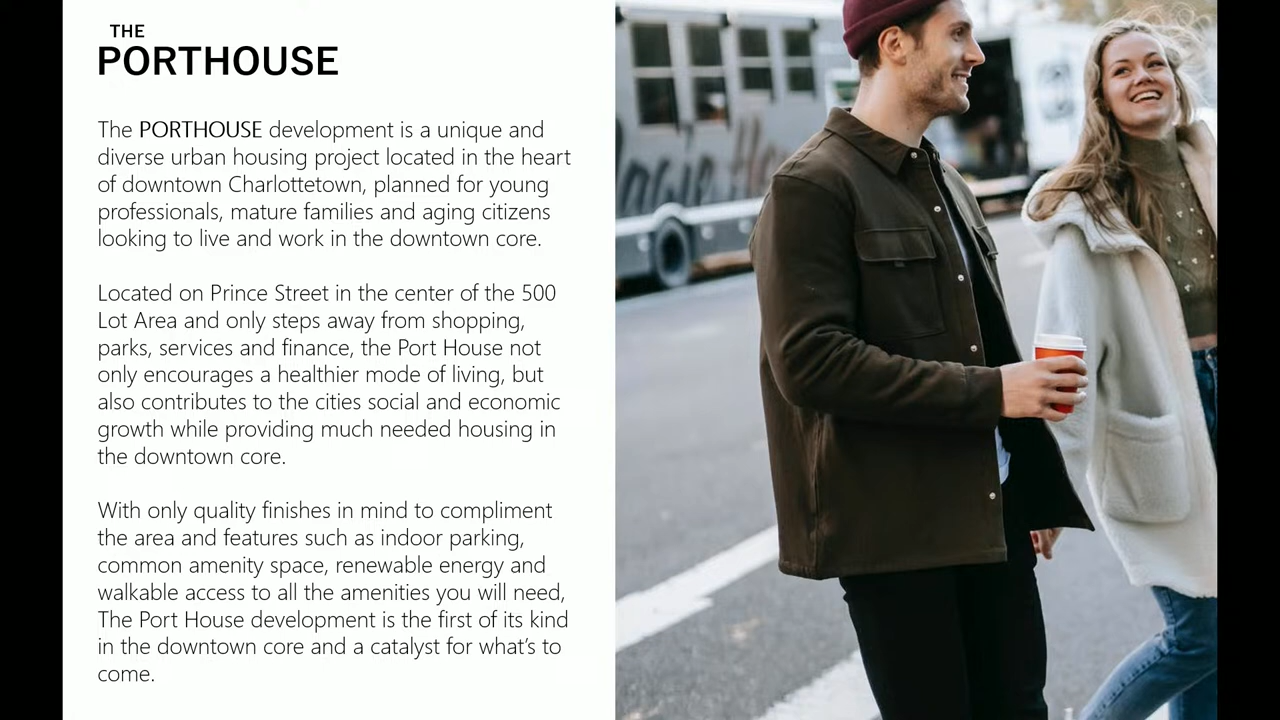 THE
PORTHOUSE
The PORTHOUSE development is a unique and
diverse urban housing project located in the heart
of downtown Charlottetown, planned for young
professionals, mature families and aging citizens
looking to live and work in the downtown core.
Located on Prince Street in the center of the 500
Lot Area and only steps away from shopping,
parks, services and finance, the Port House not
only encourages a healthier mode of living, but
also contributes to the cities social and economic
growth while providing much needed housing in
the downtown core.
With only quality finishes in mind to compliment
the area and features such as indoor parking,
common amenity space, renewable energy and
walkable access to all the amenities you will need,
The Port House development is the first of its kind
in the downtown core and a catalyst for what’s to
come.